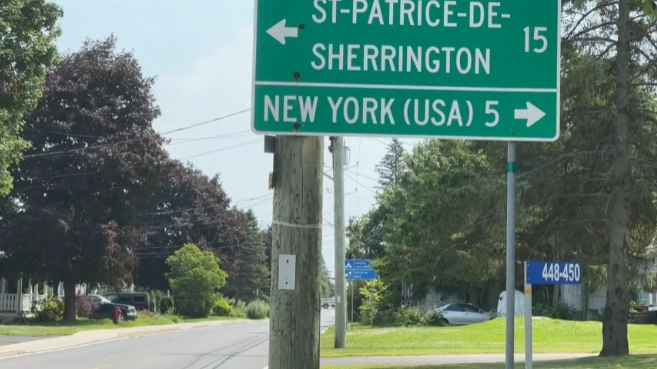 ST-PATRICE-DE-
SHERRINGTON 15
NEW YORK (USA) 5
448-450